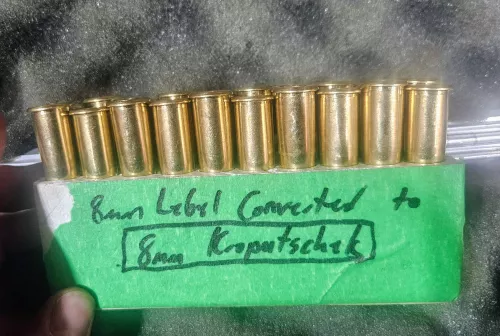 8mm Lebel Converted to
8mm Kropatschek